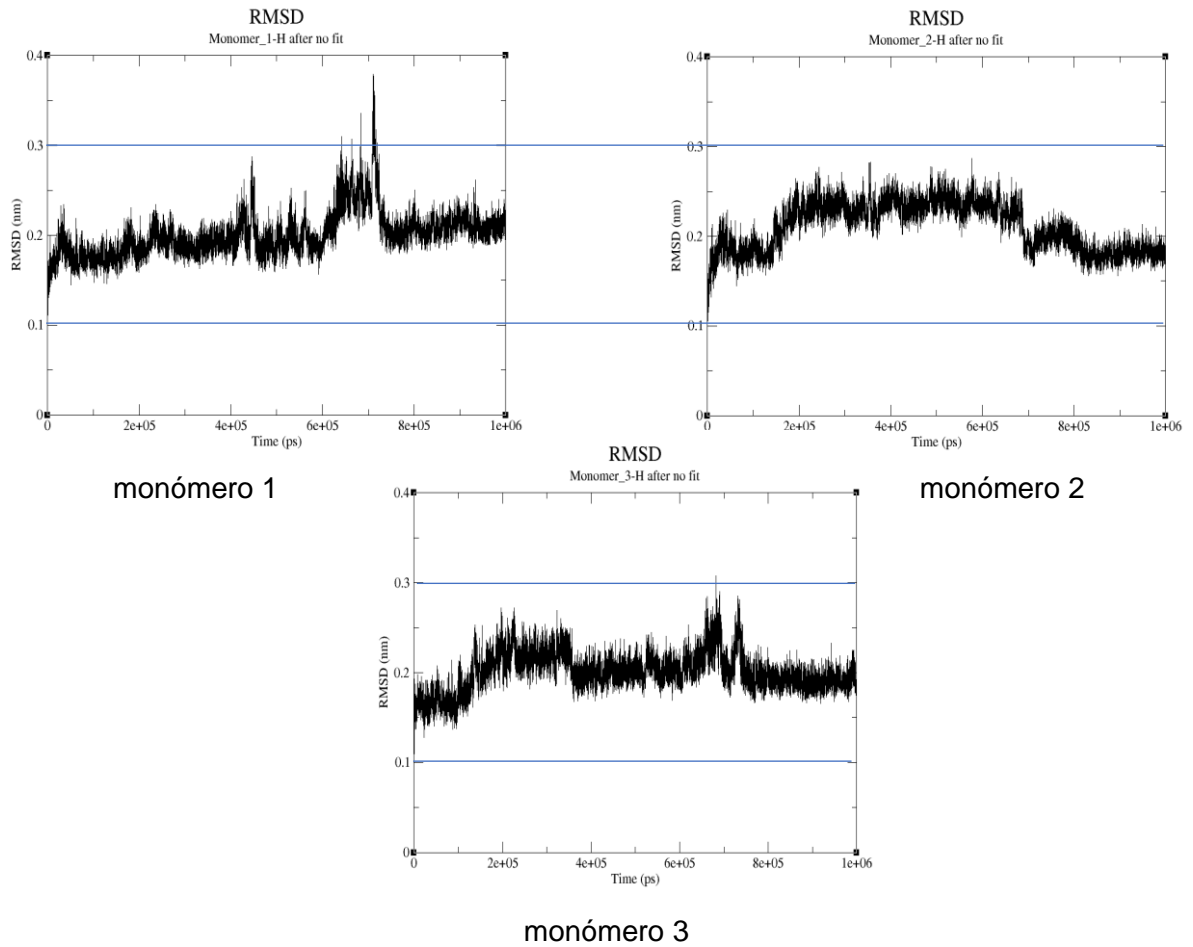 RMSD
Monomer_1-H after no fit
0.4
0.3
0.2
0.1
0
RMSD (nm)
0 2e+05 4e+05 6e+05 8e+05 1e+06
Time (ps)
monómero 1
RMSD
Monomer_2-H after no fit
0.4
0.3
0.2
0.1
0
RMSD (nm)
0 2e+05 4e+05 6e+05 8e+05 1e+06
Time (ps)
monómero 2
RMSD
Monomer_3-H after no fit
0.4
0.3
0.2
0.1
0
RMSD (nm)
0 2e+05 4e+05 6e+05 8e+05 1e+06
Time (ps)
monómero 3